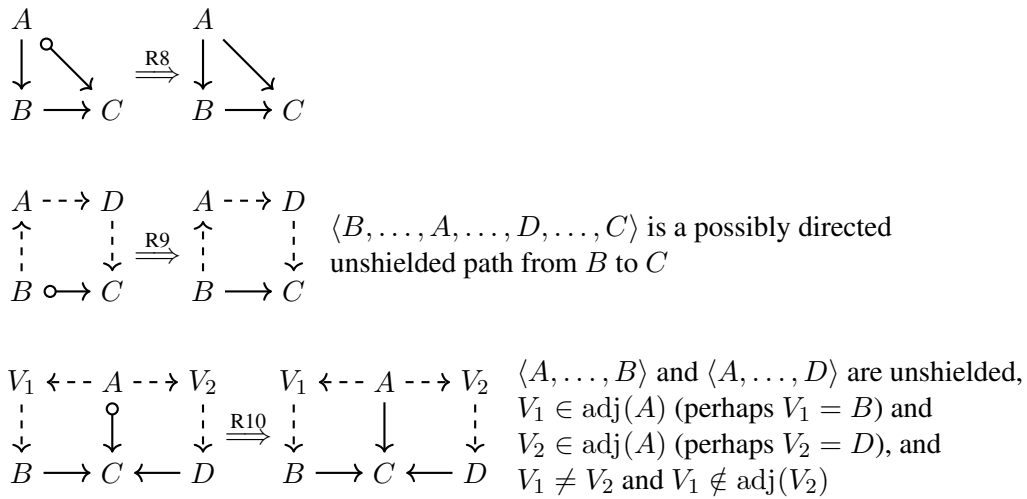 A A
R8
B C B C
A D A D
⟨B, . . . , A, . . . , D, . . . , C⟩ is a possibly directed
R9
unshielded path from B to C
B C B C
V₁ A V₂ V₁ A V₂
⟨A, . . . , B⟩ and ⟨A, . . . , D⟩ are unshielded,
V₁ ∈ adj(A) (perhaps V₁ = B) and
R10
V₂ ∈ adj(A) (perhaps V₂ = D), and
B C D B C D
V₁ ≠ V₂ and V₁ ∉ adj(V₂)